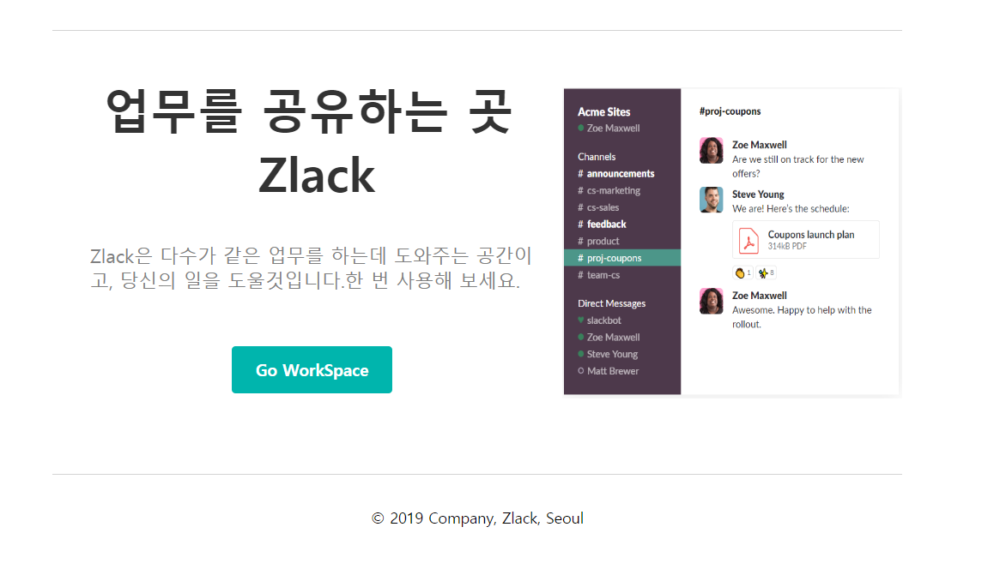 업무를 공유하는 곳
Zlack
Zlack은 다수가 같은 업무를 하는데 도와주는 공간이
고, 당신의 일을 도울것입니다.한 번 사용해 보세요.
Go WorkSpace
Acme Sites
Zoe Maxwell
Channels
# announcements
# cs-marketing
# cs-sales
# feedback
# product
# proj-coupons
# team-cs
Direct Messages
slackbot
Zoe Maxwell
Steve Young
Matt Brewer
#proj-coupons
Zoe Maxwell
Are we still on track for the new
offers?
Steve Young
We are! Here's the schedule:
Coupons launch plan
314kB PDF
1 8
Zoe Maxwell
Awesome. Happy to help with the
rollout.
© 2019 Company, Zlack, Seoul